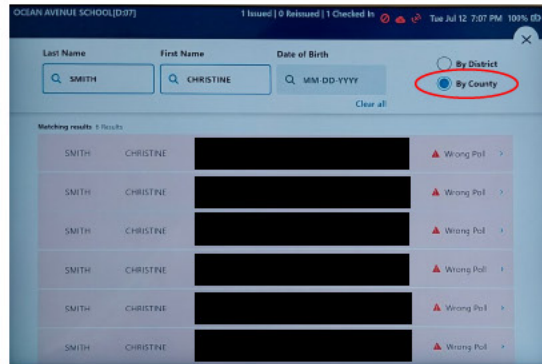 OCEAN AVENUE SCHOOL[D:07] 1 Issued | 0 Reissued | 1 Checked In Tue Jul 12 7:07 PM 100%
Last Name First Name Date of Birth
By District
SMITH CHRISTINE MM-DD-YYYY
By County
Clear all
Matching results 6 Results
SMITH CHRISTINE Wrong Poll
SMITH CHRISTINE Wrong Poll
SMITH CHRISTINE Wrong Poll
SMITH CHRISTINE Wrong Poll
SMITH CHRISTINE Wrong Poll
SMITH CHRISTINE Wrong Poll